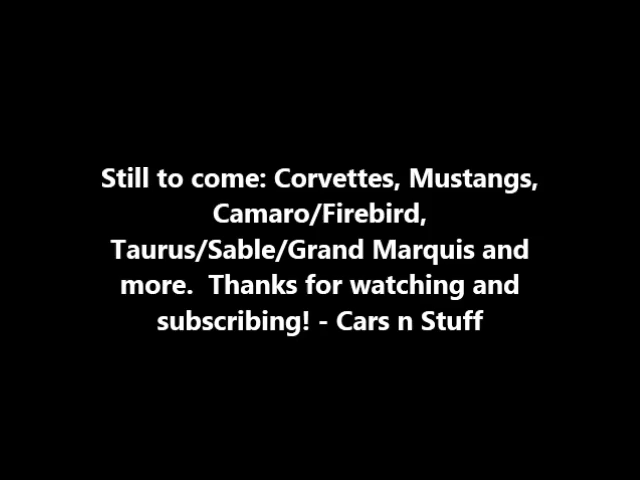 Still to come: Corvettes, Mustangs,
Camaro/Firebird,
Taurus/Sable/Grand Marquis and
more.  Thanks for watching and
subscribing! - Cars n Stuff